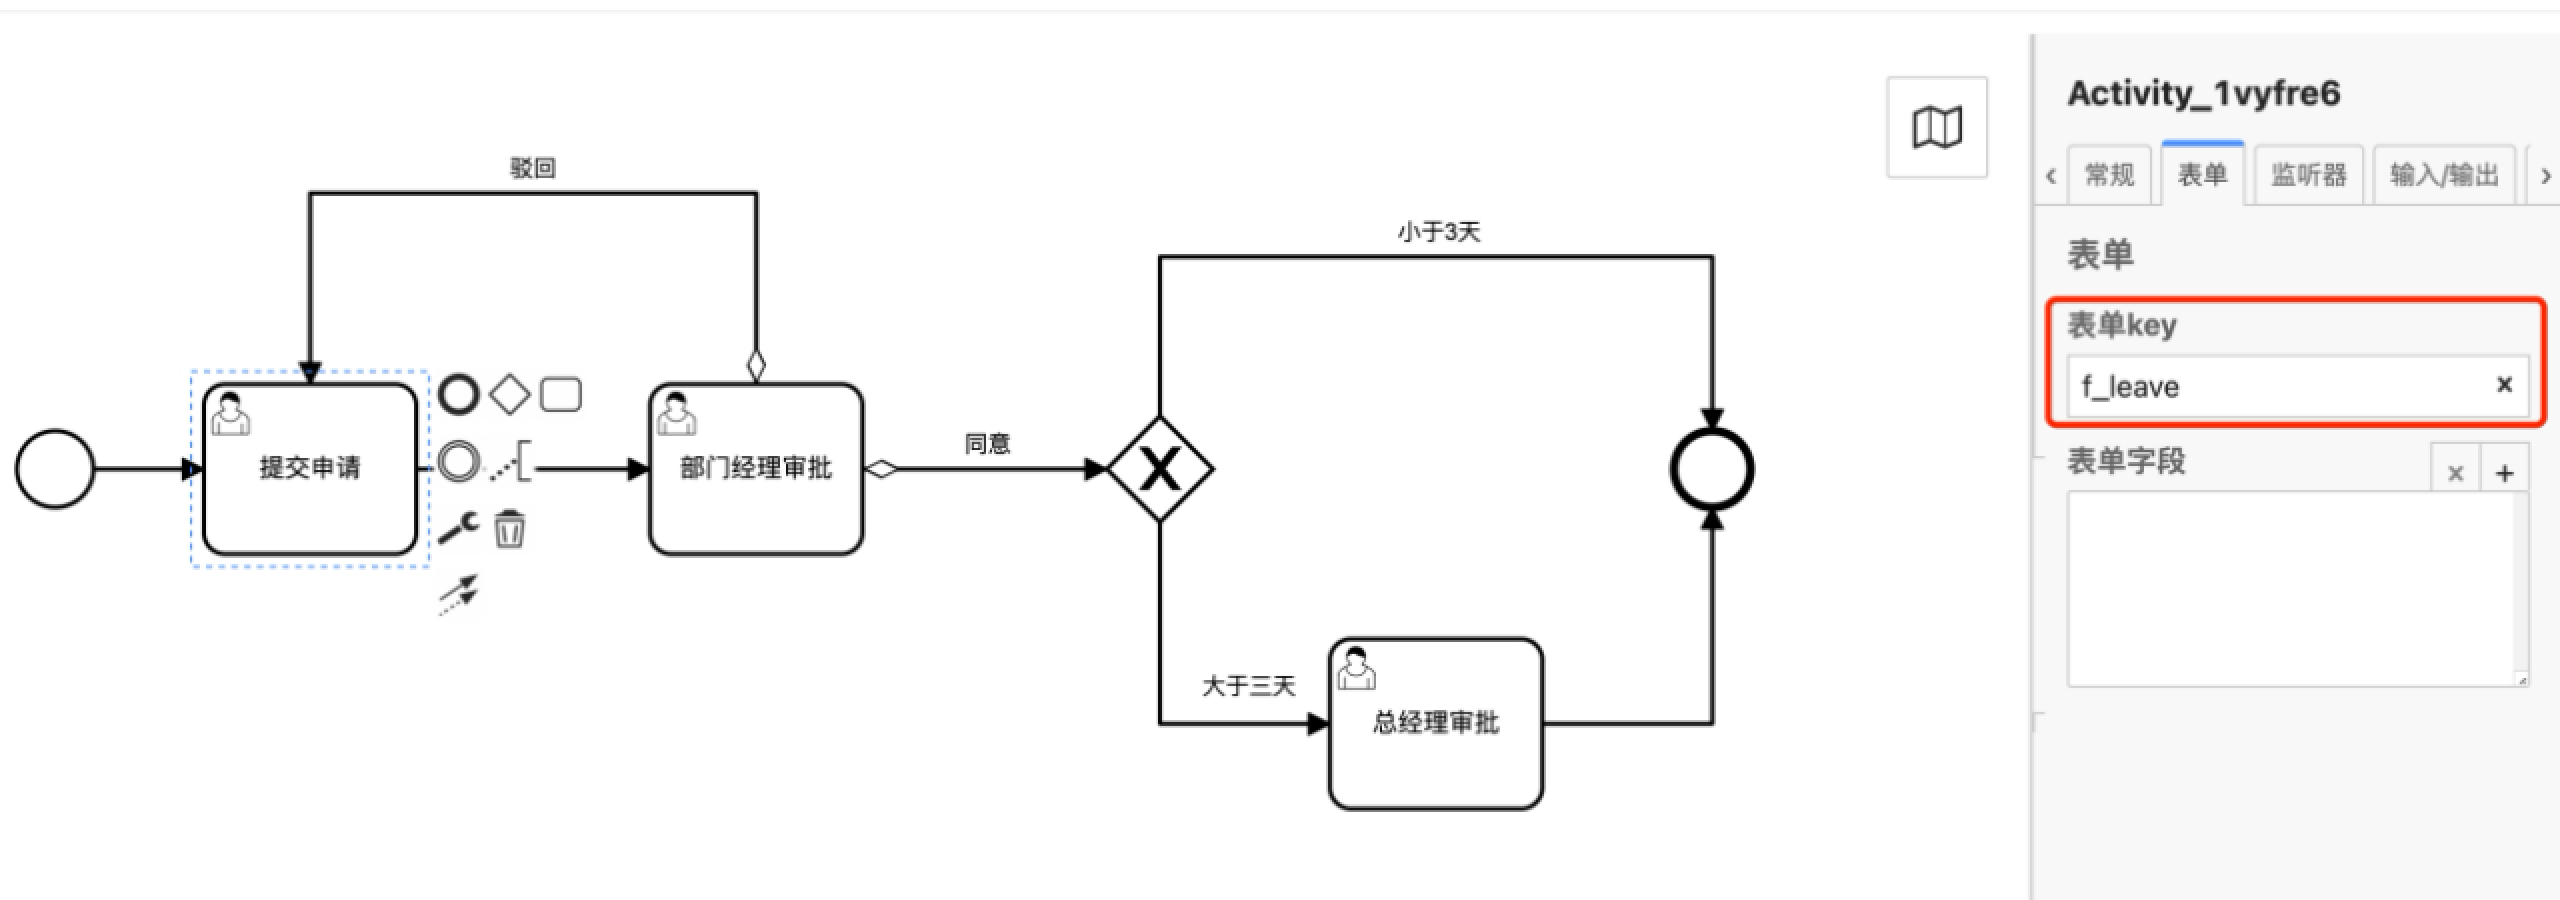 驳回
小于3天
提交申请
部门经理审批
同意
大于三天
总经理审批
Activity_1vyfre6
常规
表单
监听器
输入/输出
表单
表单key
f_leave
表单字段